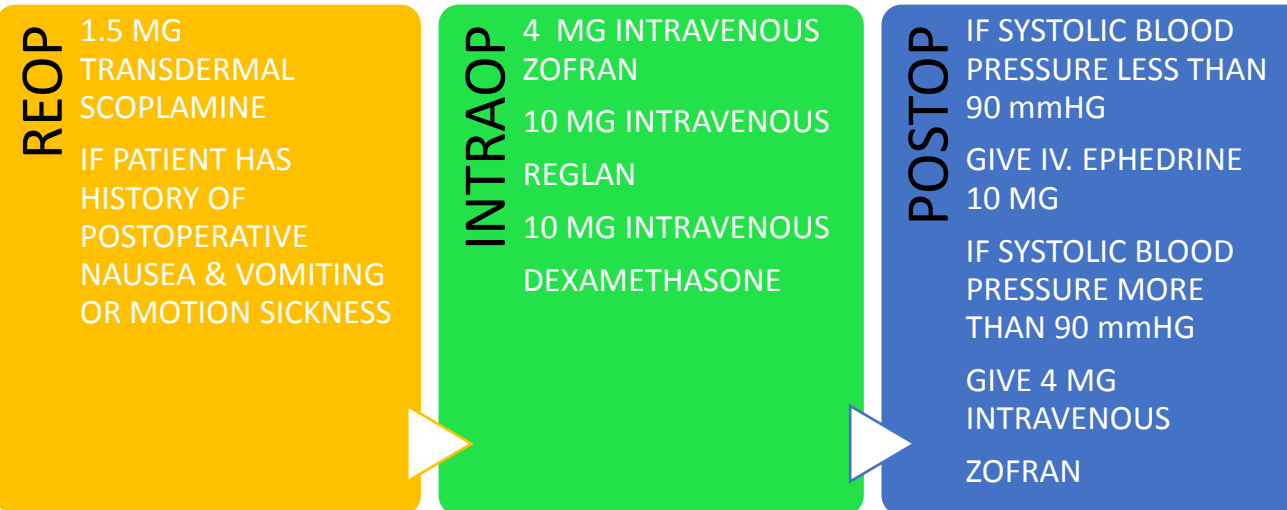 REOP
1.5 MG
TRANSDERMAL
SCOPLAMINE
IF PATIENT HAS
HISTORY OF
POSTOPERATIVE
NAUSEA & VOMITING
OR MOTION SICKNESS
INTRAOP
4 MG INTRAVENOUS
ZOFRAN
10 MG INTRAVENOUS
REGLAN
10 MG INTRAVENOUS
DEXAMETHASONE
POSTOP
IF SYSTOLIC BLOOD
PRESSURE LESS THAN
90 mmHG
GIVE IV. EPHEDRINE
10 MG
IF SYSTOLIC BLOOD
PRESSURE MORE
THAN 90 mmHG
GIVE 4 MG
INTRAVENOUS
ZOFRAN